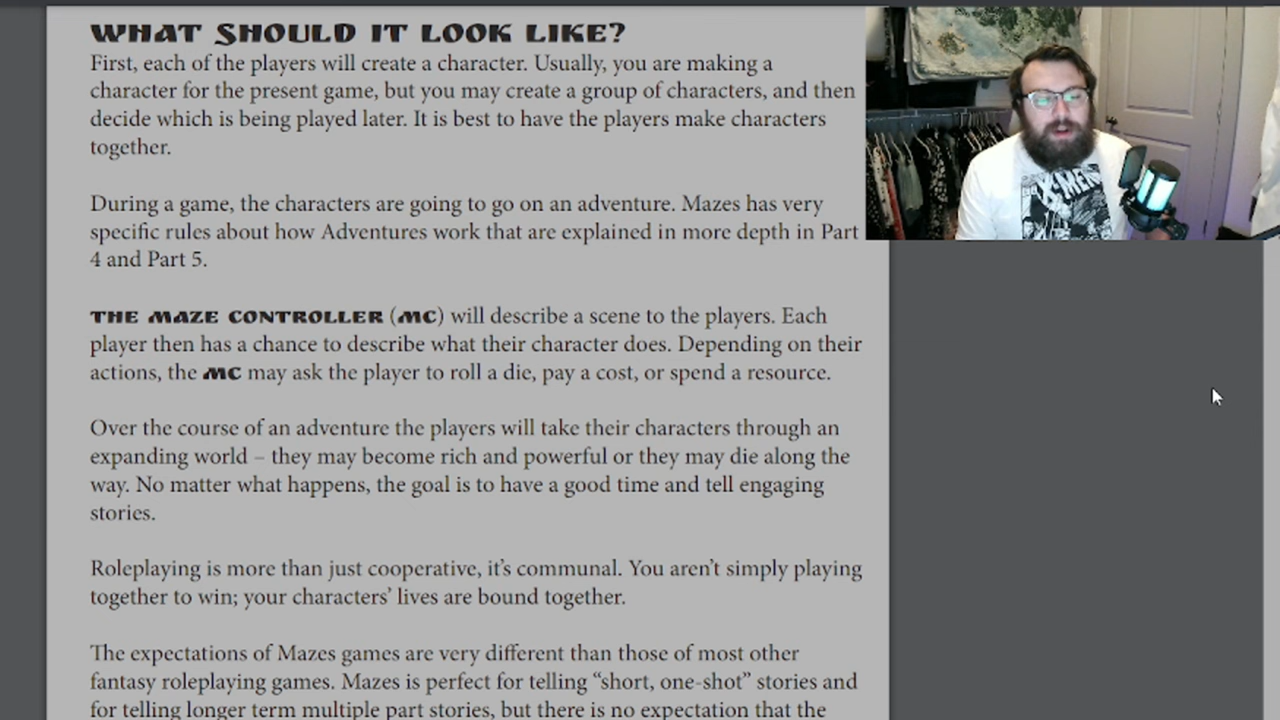 WHAT SHOULD IT LOOK LIKE?
First, each of the players will create a character. Usually, you are making a
character for the present game, but you may create a group of characters, and then
decide which is being played later. It is best to have the players make characters
together.
During a game, the characters are going to go on an adventure. Mazes has very
specific rules about how Adventures work that are explained in more depth in Part
4 and Part 5.
THE MAZE CONTROLLER (MC) will describe a scene to the players. Each
player then has a chance to describe what their character does. Depending on their
actions, the MC may ask the player to roll a die, pay a cost, or spend a resource.
Over the course of an adventure the players will take their characters through an
expanding world – they may become rich and powerful or they may die along the
way. No matter what happens, the goal is to have a good time and tell engaging
stories.
Roleplaying is more than just cooperative, it’s communal. You aren’t simply playing
together to win; your characters’ lives are bound together.
The expectations of Mazes games are very different than those of most other
fantasy roleplaying games. Mazes is perfect for telling “short, one-shot” stories and
for telling longer term multiple part stories, but there is no expectation that the
X-MEN